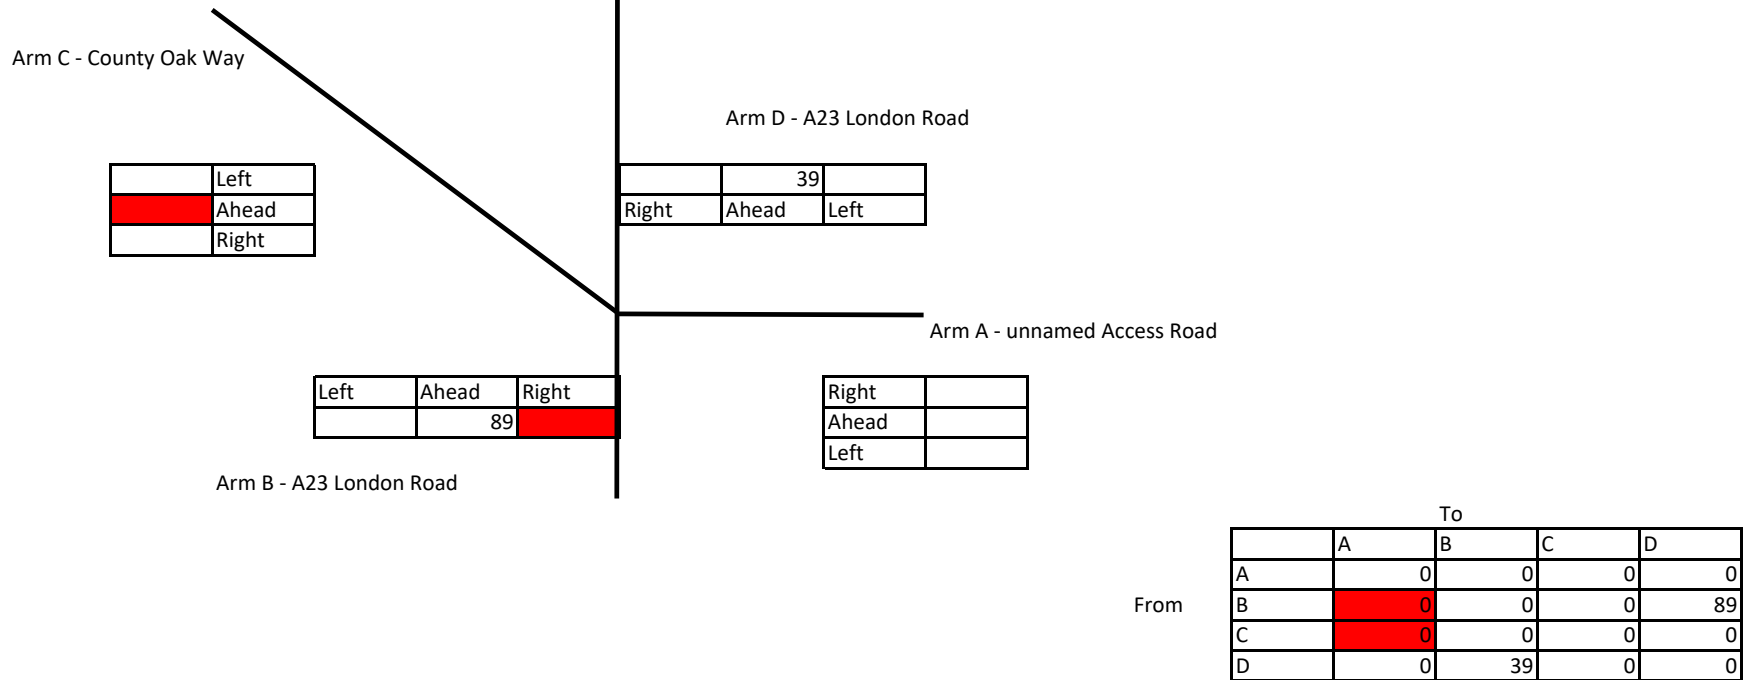 Arm C - County Oak Way
Arm D - A23 London Road
Left
Ahead
Right
39
Right Ahead Left
Arm A - unnamed Access Road
Left Ahead Right
89
Right
Ahead
Left
Arm B - A23 London Road
To
A B C D
A 0 0 0 0
From
B 0 0 0 89
C 0 0 0 0
D 0 39 0 0